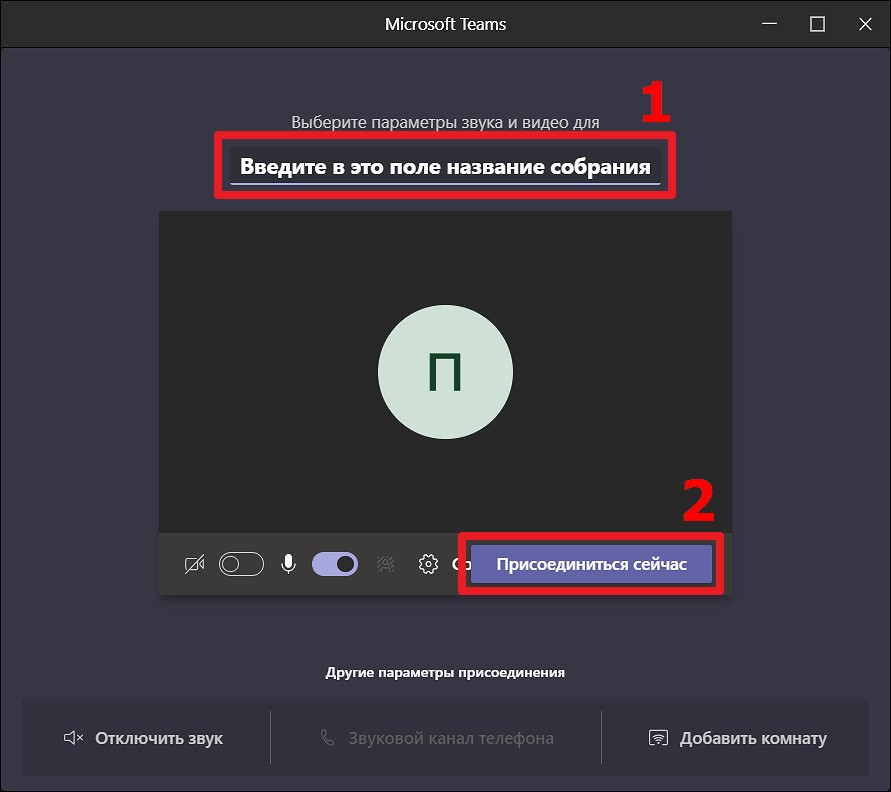 Microsoft Teams
Выберите параметры звука и видео для
1
Введите в это поле название собрания
П
2
Присоединиться сейчас
Другие параметры присоединения
Отключить звук
Звуковой канал телефона
Добавить комнату